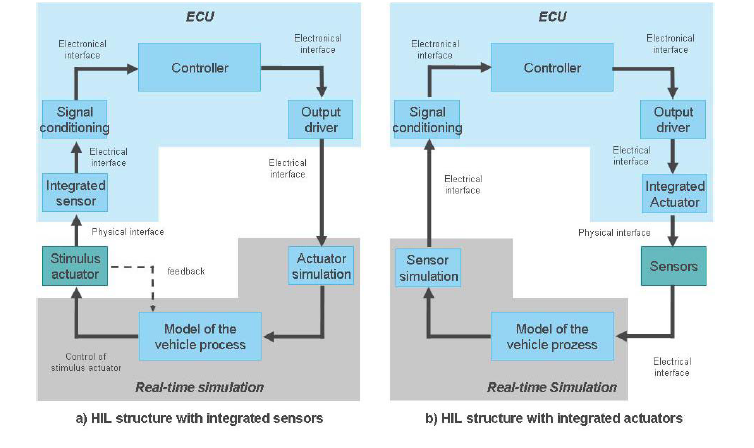 ECU
Electronical
interface
Controller
Electronical
interface
Signal
conditioning
Output
driver
Electrical
interface
Electrical
interface
Integrated
sensor
Physical interface
Stimulus
actuator
feedback
Actuator
simulation
Model of the
vehicle process
Control of
stimulus actuator
Real-time simulation
a) HIL structure with integrated sensors
ECU
Electronical
interface
Controller
Electronical
interface
Signal
conditioning
Output
driver
Electrical
interface
Electrical
interface
Integrated
Actuator
Physical interface
Sensor
simulation
Sensors
Model of the
vehicle prozess
Electrical
interface
Real-time Simulation
b) HIL structure with integrated actuators